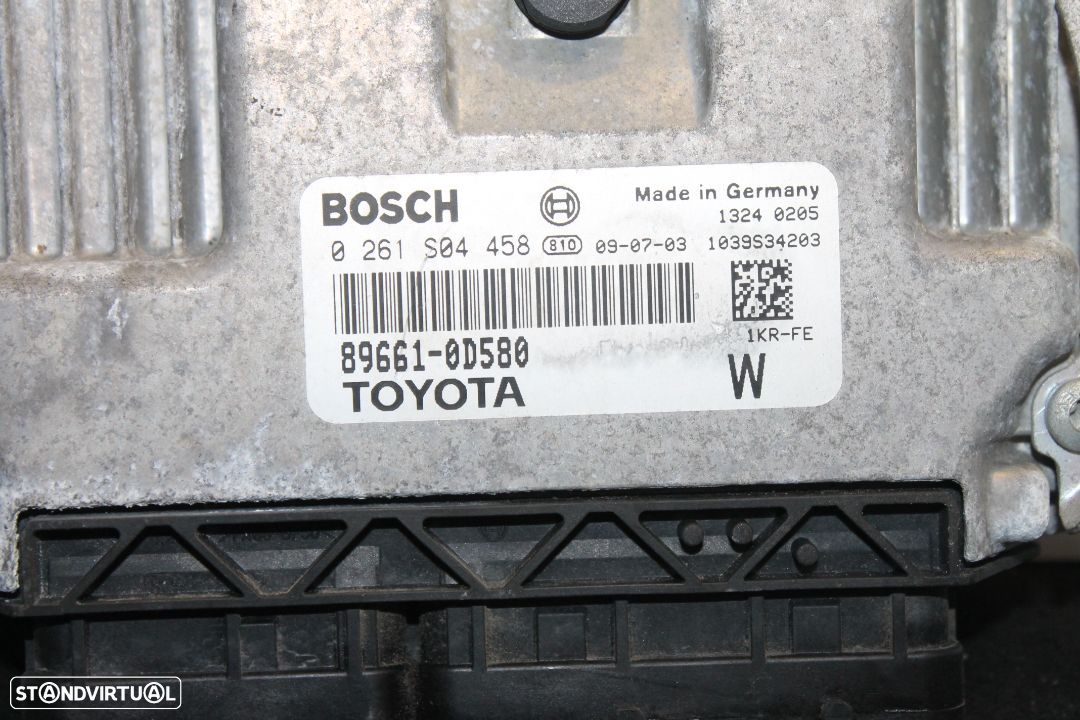 BOSCH
Made in Germany
1324 0205
0 261 S04 458 810 09-07-03 1039S34203
1KR-FE
89661-0D580
TOYOTA
W
STANDVIRTUAL